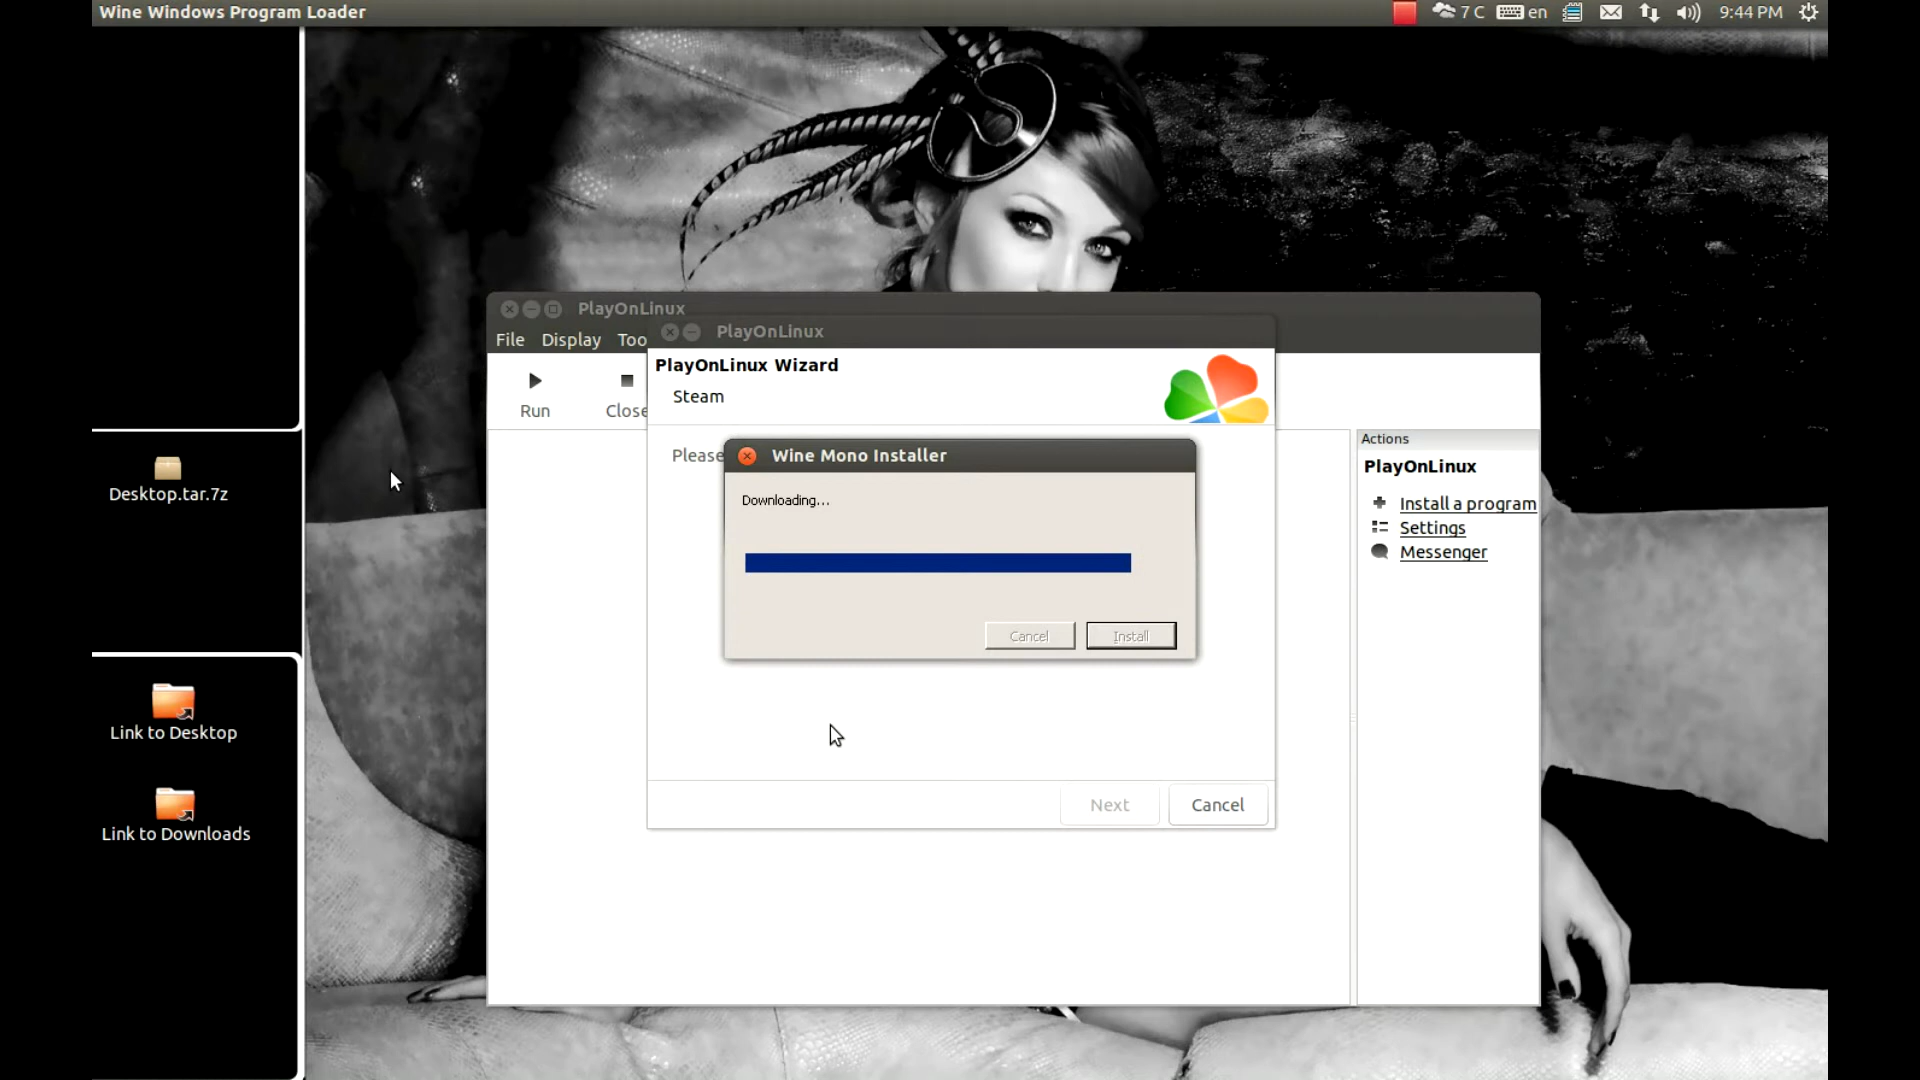 Wine Windows Program Loader
7 C
en
9:44 PM
Desktop.tar.7z
Link to Desktop
Link to Downloads
PlayOnLinux
File Display Too
Run
Close
PlayOnLinux
PlayOnLinux Wizard
Steam
Please
Wine Mono Installer
Downloading...
Cancel
Install
Next
Cancel
Actions
PlayOnLinux
Install a program
Settings
Messenger